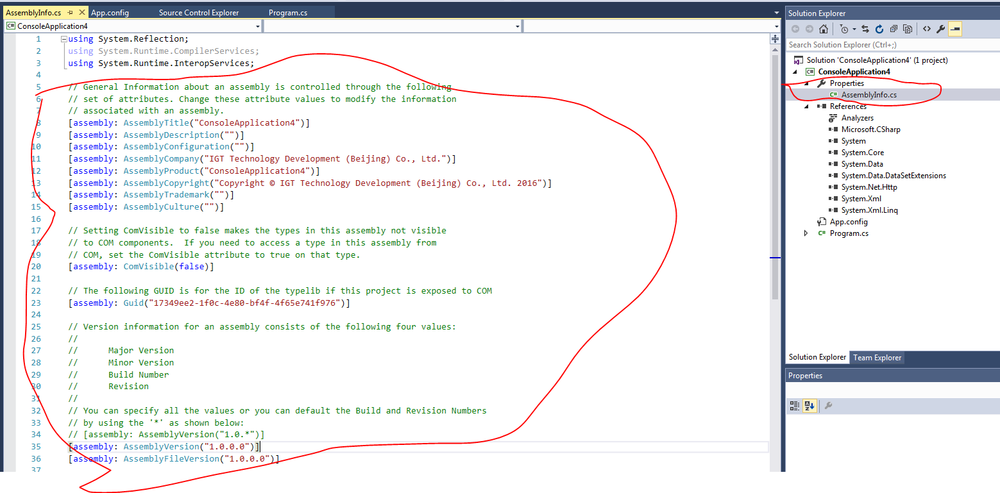 AssemblyInfo.cs App.config Source Control Explorer Program.cs
C# ConsoleApplication4
1 using System.Reflection;
2 using System.Runtime.CompilerServices;
3 using System.Runtime.InteropServices;
4
5 // General Information about an assembly is controlled through the following
6 // set of attributes. Change these attribute values to modify the information
7 // associated with an assembly.
8 [assembly: AssemblyTitle("ConsoleApplication4")]
9 [assembly: AssemblyDescription("")]
10 [assembly: AssemblyConfiguration("")]
11 [assembly: AssemblyCompany("IGT Technology Development (Beijing) Co., Ltd.")]
12 [assembly: AssemblyProduct("ConsoleApplication4")]
13 [assembly: AssemblyCopyright("Copyright © IGT Technology Development (Beijing) Co., Ltd. 2016")]
14 [assembly: AssemblyTrademark("")]
15 [assembly: AssemblyCulture("")]
16
17 // Setting ComVisible to false makes the types in this assembly not visible
18 // to COM components.  If you need to access a type in this assembly from
19 // COM, set the ComVisible attribute to true on that type.
20 [assembly: ComVisible(false)]
21
22 // The following GUID is for the ID of the typelib if this project is exposed to COM
23 [assembly: Guid("17349ee2-1f0c-4e80-bf4f-4f65e741f976")]
24
25 // Version information for an assembly consists of the following four values:
26 //
27 //      Major Version
28 //      Minor Version
29 //      Build Number
30 //      Revision
31 //
32 // You can specify all the values or you can default the Build and Revision Numbers
33 // by using the '*' as shown below:
34 // [assembly: AssemblyVersion("1.0.*")]
35 [assembly: AssemblyVersion("1.0.0.0")]
36 [assembly: AssemblyFileVersion("1.0.0.0")]
37
Solution Explorer
Search Solution Explorer (Ctrl+;)
Solution 'ConsoleApplication4' (1 project)
C# ConsoleApplication4
Properties
C# AssemblyInfo.cs
References
Analyzers
Microsoft.CSharp
System
System.Core
System.Data
System.Data.DataSetExtensions
System.Net.Http
System.Xml
System.Xml.Linq
App.config
C# Program.cs
Solution Explorer Team Explorer
Properties